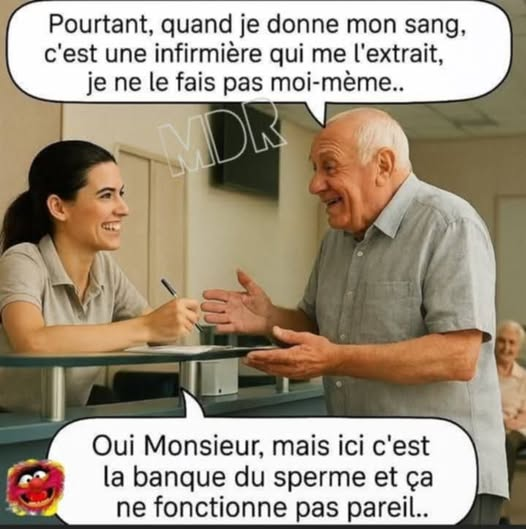 Pourtant, quand je donne mon sang,
c'est une infirmière qui me l'extrait,
je ne le fais pas moi-mème..
MDR
Oui Monsieur, mais ici c'est
la banque du sperme et ça
ne fonctionne pas pareil..